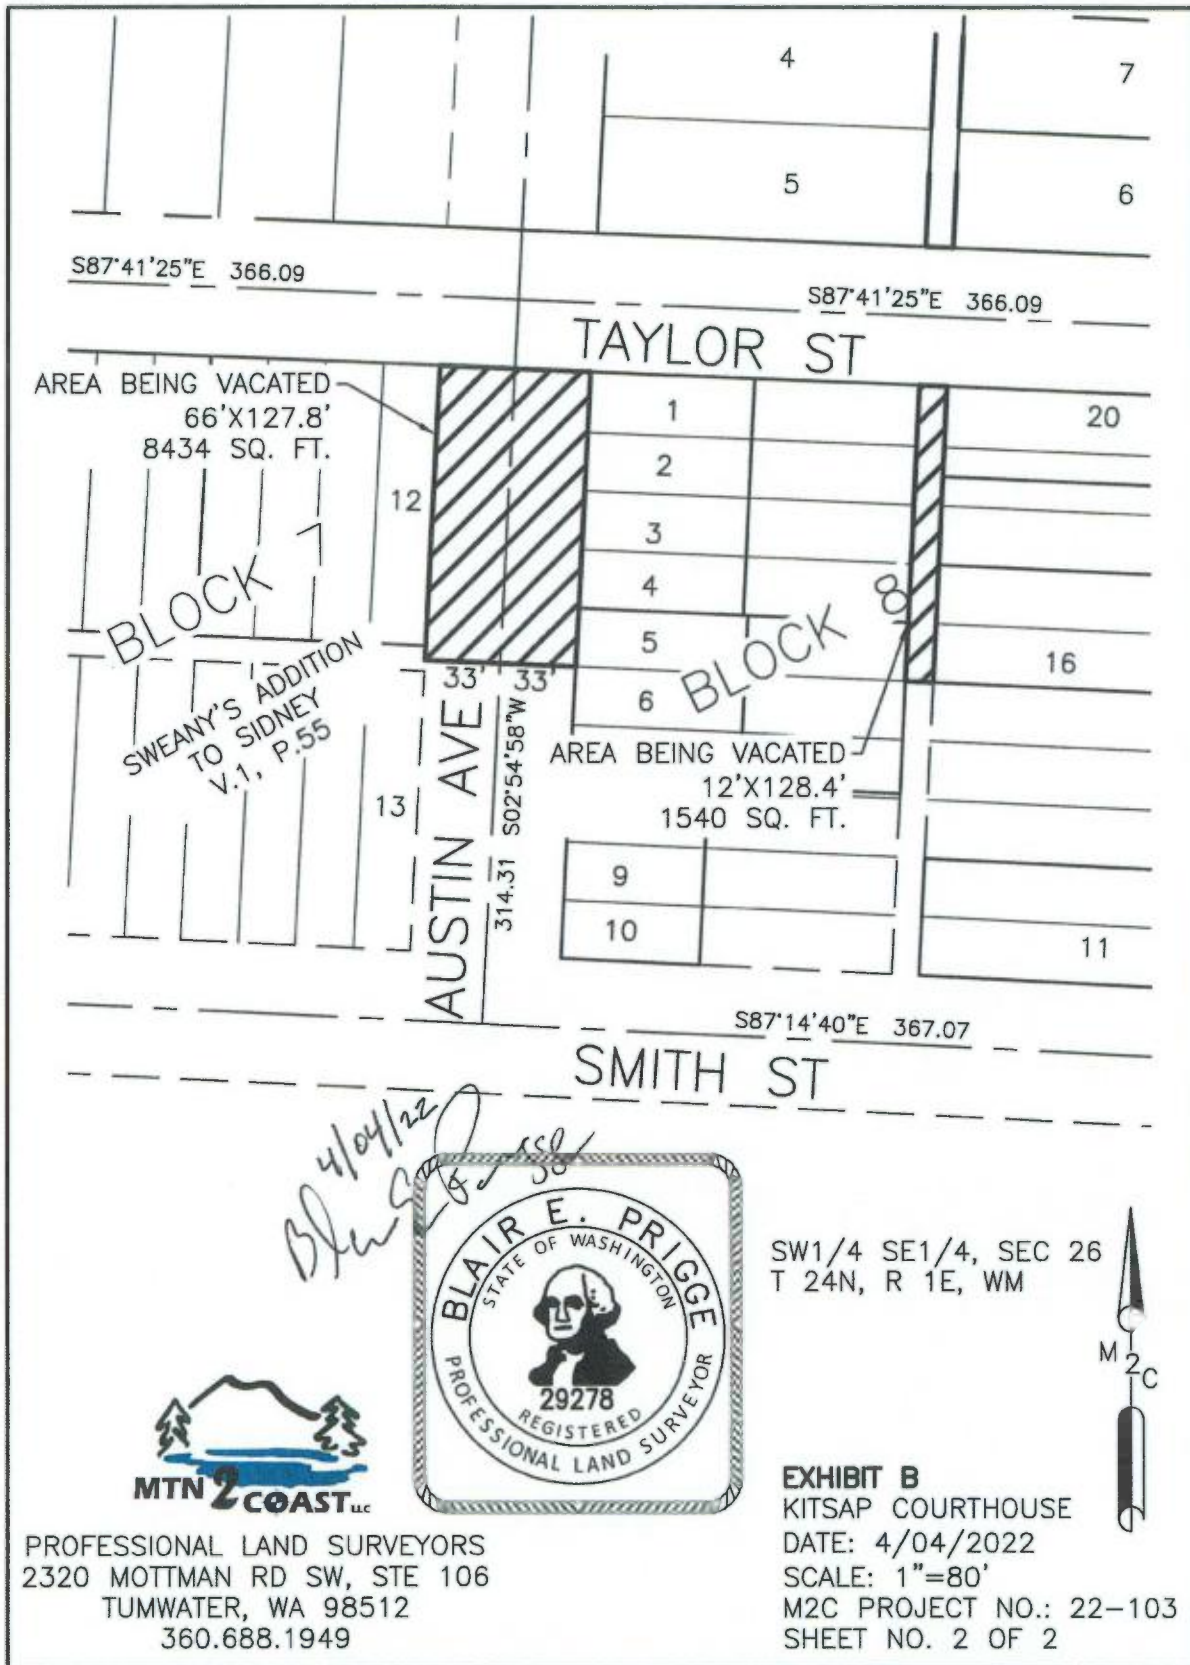 4
7
5
6
S87°41'25"E 366.09
S87°41'25"E 366.09
TAYLOR ST
AREA BEING VACATED
66'X127.8'
8434 SQ. FT.
1
20
2
12
3
4
BLOCK 7
BLOCK 8
5
16
33'
33'
6
SWEANY'S ADDITION
TO SIDNEY
V.1, P.55
AREA BEING VACATED
12'X128.4'
1540 SQ. FT.
13
AUSTIN AVE
314.31 S02°54'58"W
9
10
11
S87°14'40"E 367.07
SMITH ST
4/04/22
BLAIR E. PRIGGE
STATE OF WASHINGTON
29278
REGISTERED
PROFESSIONAL LAND SURVEYOR
SW1/4 SE1/4, SEC 26
T 24N, R 1E, WM
M2C
MTN 2 COAST LLC
PROFESSIONAL LAND SURVEYORS
2320 MOTTMAN RD SW, STE 106
TUMWATER, WA 98512
360.688.1949
EXHIBIT B
KITSAP COURTHOUSE
DATE: 4/04/2022
SCALE: 1"=80'
M2C PROJECT NO.: 22-103
SHEET NO. 2 OF 2